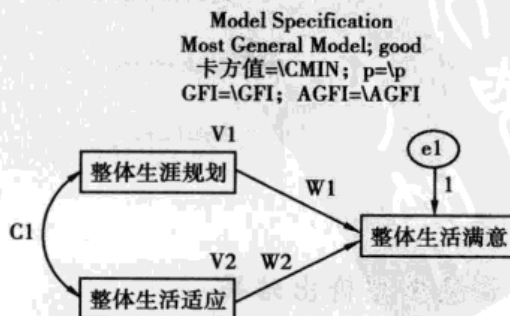 Model Specification
Most General Model; good
卡方值=\CMIN; p=\p
GFI=\GFI; AGFI=\AGFI
V1
e1
整体生涯规划
W1
1
C1
整体生活满意
V2 W2
整体生活适应